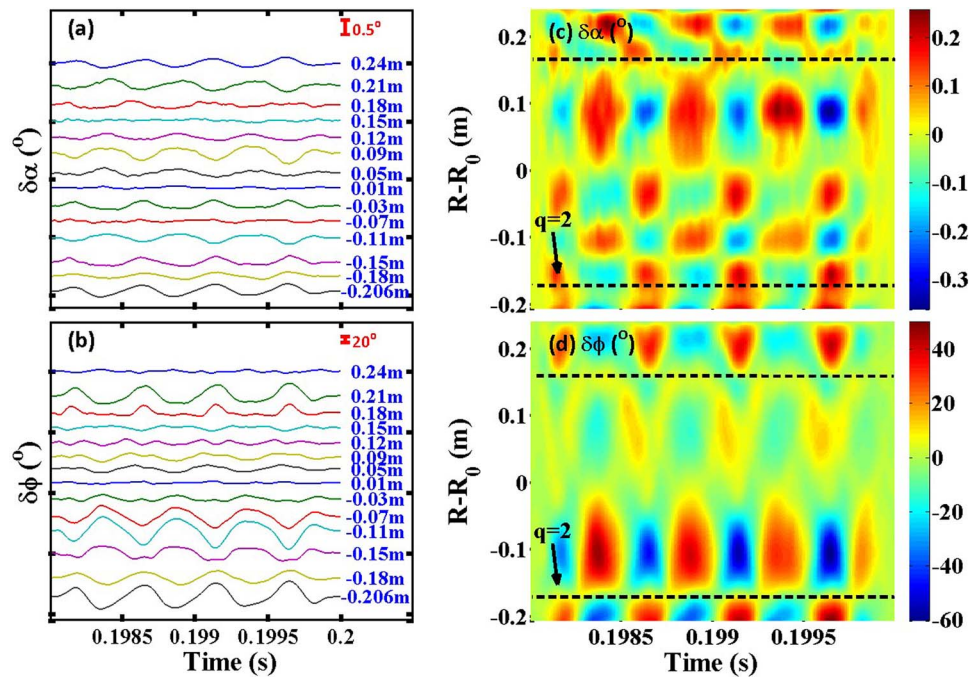 (a)
0.5°
δα (°)
0.24m
0.21m
0.18m
0.15m
0.12m
0.09m
0.05m
0.01m
-0.03m
-0.07m
-0.11m
-0.15m
-0.18m
-0.206m
(b)
20°
δϕ (°)
0.24m
0.21m
0.18m
0.15m
0.12m
0.09m
0.05m
0.01m
-0.03m
-0.07m
-0.11m
-0.15m
-0.18m
-0.206m
0.1985 0.199 0.1995 0.2
Time (s)
(c) δα (°)
R-R0 (m)
0.2
0.1
0
-0.1
-0.2
q=2
0.2
0.1
0
-0.1
-0.2
-0.3
(d) δϕ (°)
R-R0 (m)
0.2
0.1
0
-0.1
-0.2
q=2
40
20
0
-20
-40
-60
0.1985 0.199 0.1995
Time (s)